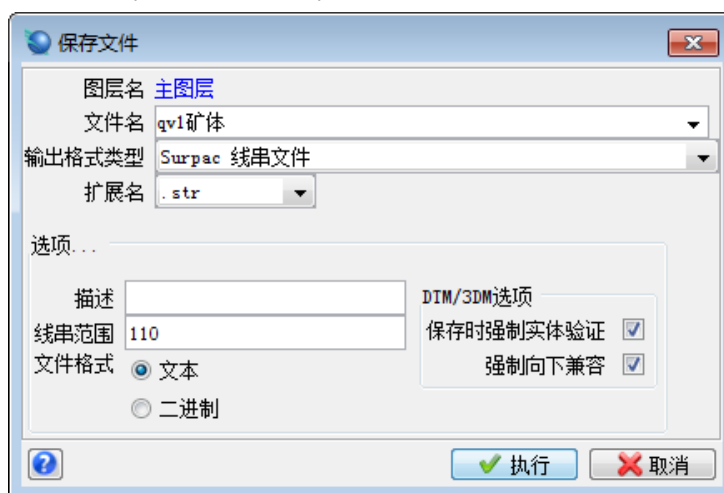 保存文件
图层名 主图层
文件名 qv1矿体
输出格式类型 Surpac 线串文件
扩展名 .str
选项...
描述
线串范围 110
文件格式 文本
二进制
DTM/3DM选项
保存时强制实体验证
强制向下兼容
执行 取消